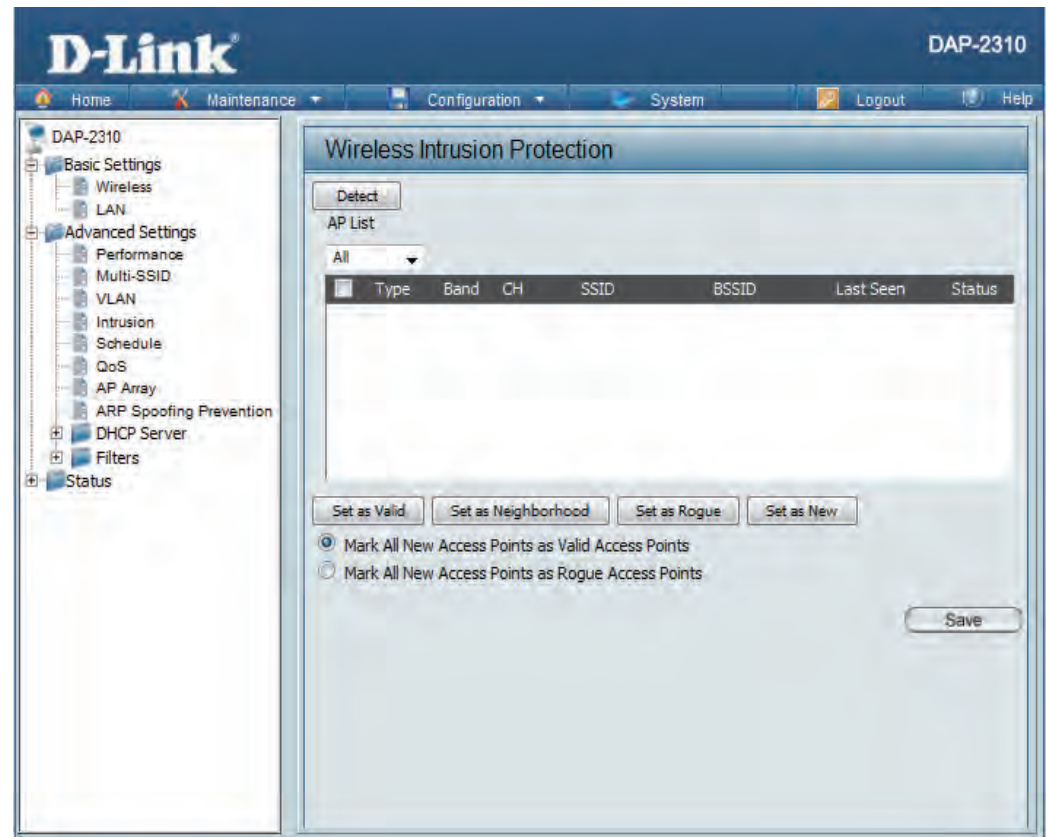 D-Link
DAP-2310
Home Maintenance Configuration System Logout Help
DAP-2310
Basic Settings
Wireless
LAN
Advanced Settings
Performance
Multi-SSID
VLAN
Intrusion
Schedule
QoS
AP Array
ARP Spoofing Prevention
DHCP Server
Filters
Status
Wireless Intrusion Protection
Detect
AP List
All
Type Band CH SSID BSSID Last Seen Status
Set as Valid Set as Neighborhood Set as Rogue Set as New
Mark All New Access Points as Valid Access Points
Mark All New Access Points as Rogue Access Points
Save